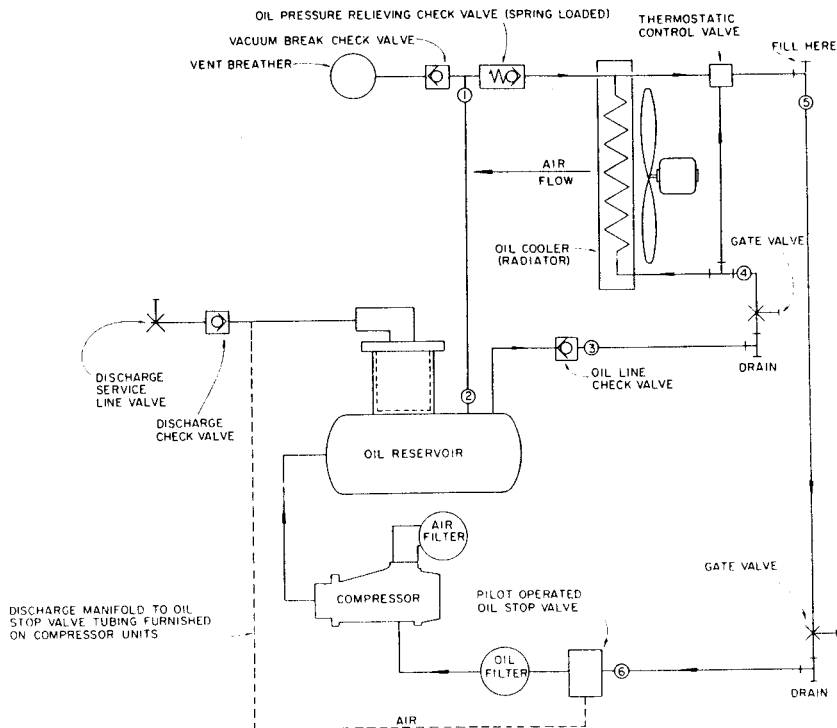 OIL PRESSURE RELIEVING CHECK VALVE (SPRING LOADED)
VACUUM BREAK CHECK VALVE
VENT BREATHER
THERMOSTATIC
CONTROL VALVE
FILL HERE
1
5
AIR
FLOW
OIL COOLER
(RADIATOR)
GATE VALVE
4
DISCHARGE
SERVICE
LINE VALVE
DISCHARGE
CHECK VALVE
3
OIL LINE
CHECK VALVE
DRAIN
2
OIL RESERVOIR
AIR
FILTER
COMPRESSOR
PILOT OPERATED
OIL STOP VALVE
GATE VALVE
DISCHARGE MANIFOLD TO OIL
STOP VALVE TUBING FURNISHED
ON COMPRESSOR UNITS
OIL
FILTER
6
DRAIN
AIR